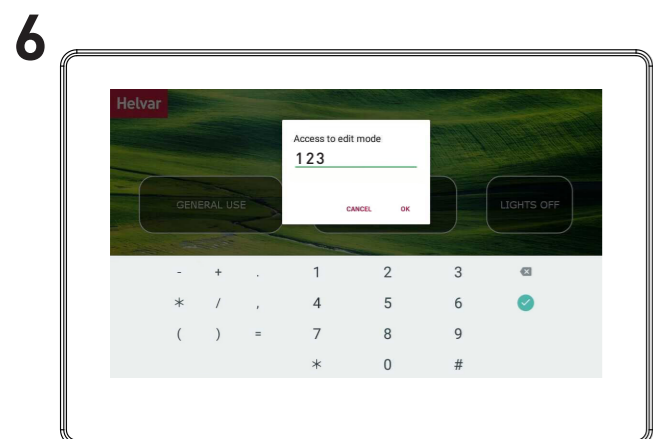 6
Helvar
Access to edit mode
123
CANCEL OK
GENERAL USE
LIGHTS OFF
- + . 1 2 3
* / , 4 5 6
( ) = 7 8 9
* 0 #